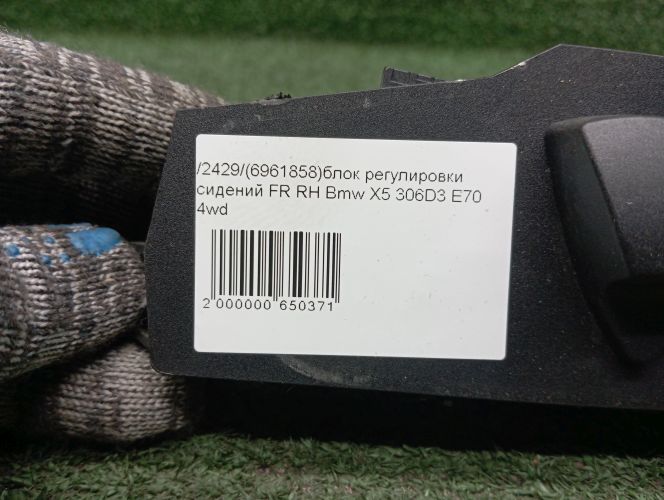 /2429/(6961858)блок регулировки
сидений FR RH Bmw X5 306D3 E70
4wd
2 000000 650371